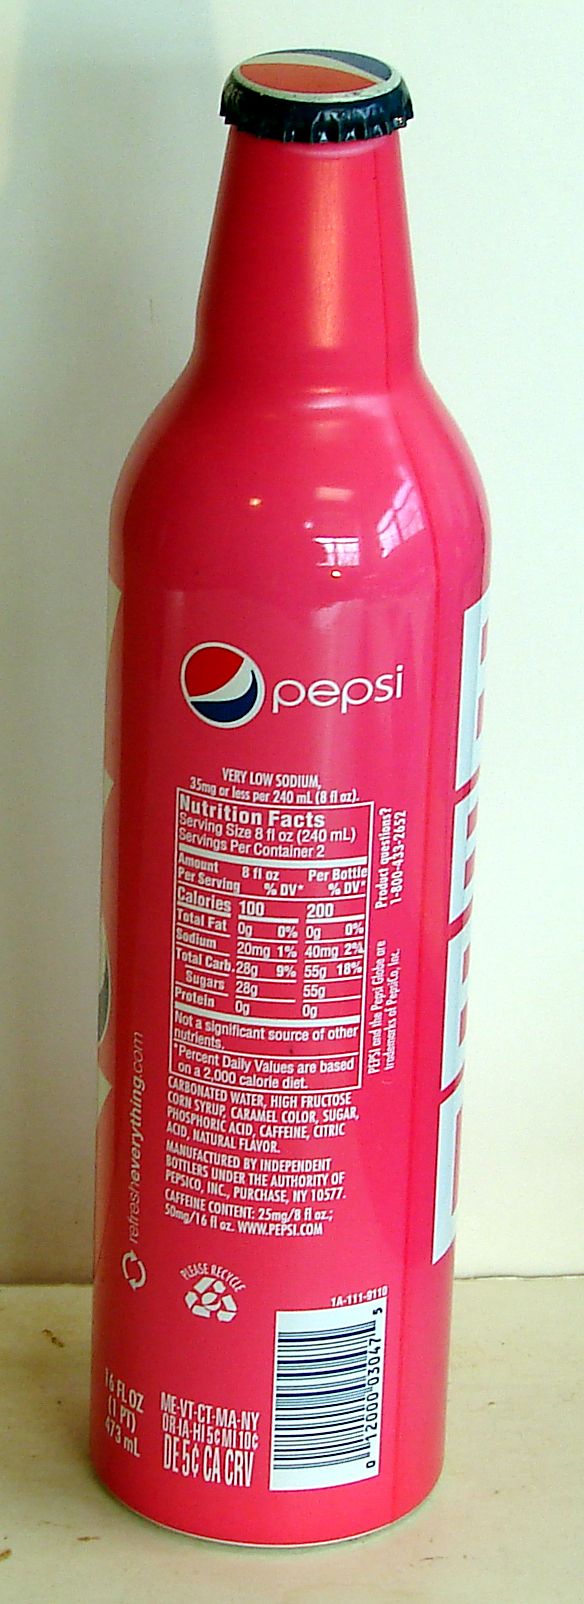 pepsi
VERY LOW SODIUM,
35mg or less per 240 mL (8 fl oz).
Nutrition Facts
Serving Size 8 fl oz (240 mL)
Servings Per Container 2
Amount Per Serving 8 fl oz % DV* Per Bottle % DV*
Calories 100 200
Total Fat 0g 0% 0g 0%
Sodium 20mg 1% 40mg 2%
Total Carb. 28g 9% 55g 18%
Sugars 28g 55g
Protein 0g 0g
Not a significant source of other
nutrients.
*Percent Daily Values are based
on a 2,000 calorie diet.
CARBONATED WATER, HIGH FRUCTOSE
CORN SYRUP, CARAMEL COLOR, SUGAR,
PHOSPHORIC ACID, CAFFEINE, CITRIC
ACID, NATURAL FLAVOR.
MANUFACTURED BY INDEPENDENT
BOTTLERS UNDER THE AUTHORITY OF
PEPSICO, INC., PURCHASE, NY 10577.
CAFFEINE CONTENT: 25mg/8 fl oz.;
50mg/16 fl oz. WWW.PEPSI.COM
Product questions?
1-800-433-2652
PEPSI and the Pepsi Globe are
trademarks of PepsiCo, Inc.
refresheverything.com
PLEASE RECYCLE
1A-111-9110
0 12000 03047 5
16 FL OZ
(1 PT)
473 mL
ME-VT-CT-MA-NY
OR-IA-HI 5¢ MI 10¢
DE 5¢ CA CRV